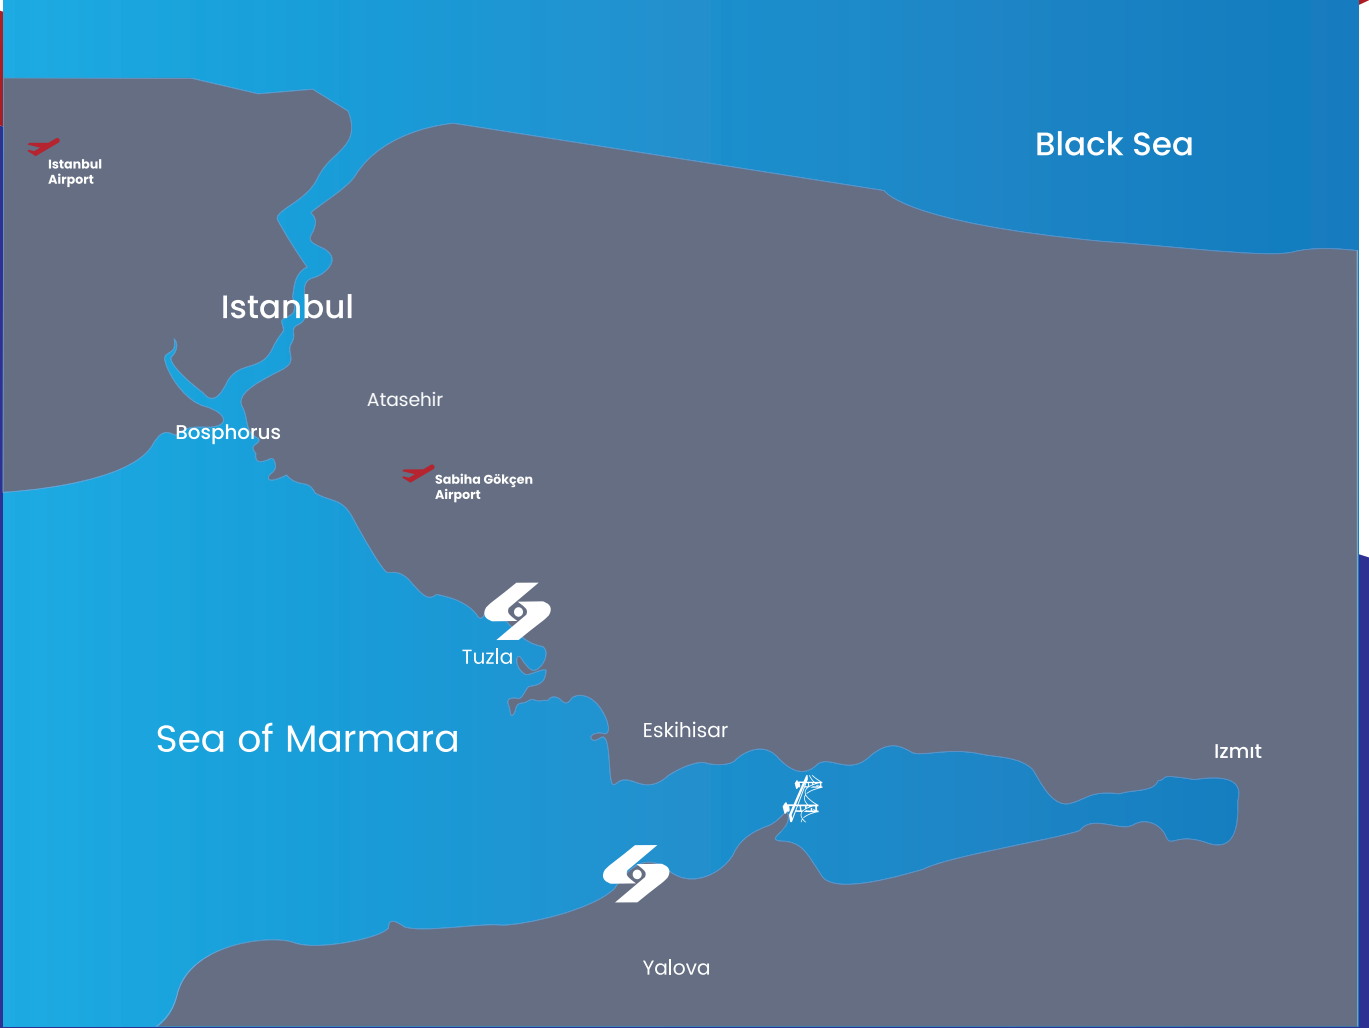 Black Sea
Istanbul
Airport
Istanbul
Atasehir
Bosphorus
Sabiha Gökçen
Airport
Tuzla
Sea of Marmara
Eskihisar
Izmıt
Yalova